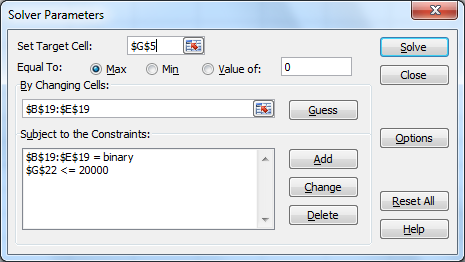 Solver Parameters
Set Target Cell: $G$5 Solve
Equal To: Max Min Value of: 0 Close
By Changing Cells:
$B$19:$E$19 Guess
Subject to the Constraints: Options
$B$19:$E$19 = binary Add
$G$22 <= 20000
Change
Reset All
Delete
Help